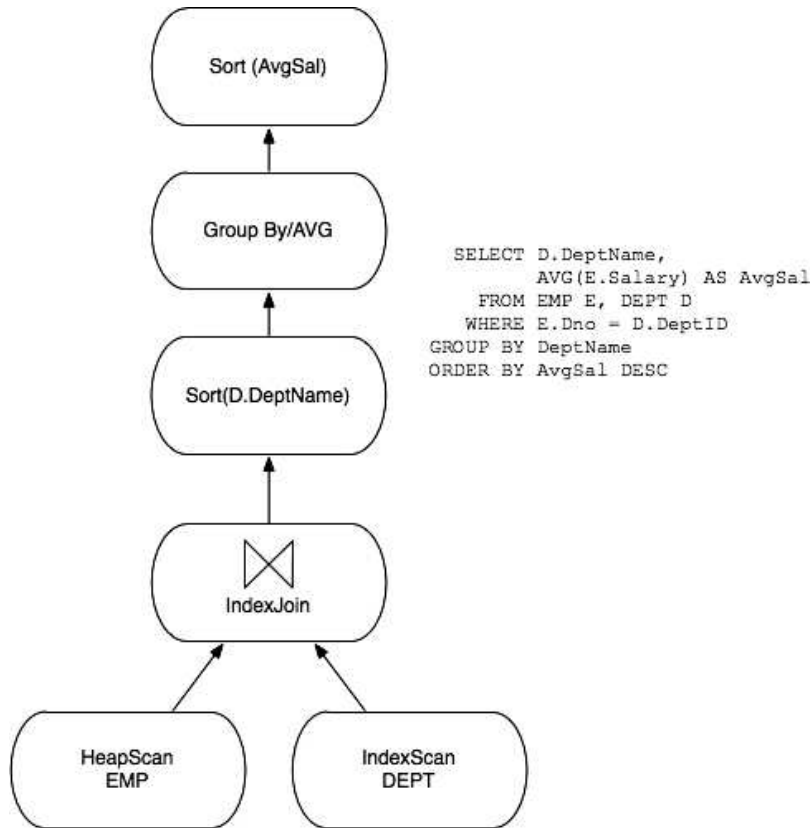 Sort (AvgSal)
Group By/AVG
SELECT D.DeptName,
AVG(E.Salary) AS AvgSal
FROM EMP E, DEPT D
WHERE E.Dno = D.DeptID
GROUP BY DeptName
ORDER BY AvgSal DESC
Sort(D.DeptName)
IndexJoin
HeapScan
EMP
IndexScan
DEPT